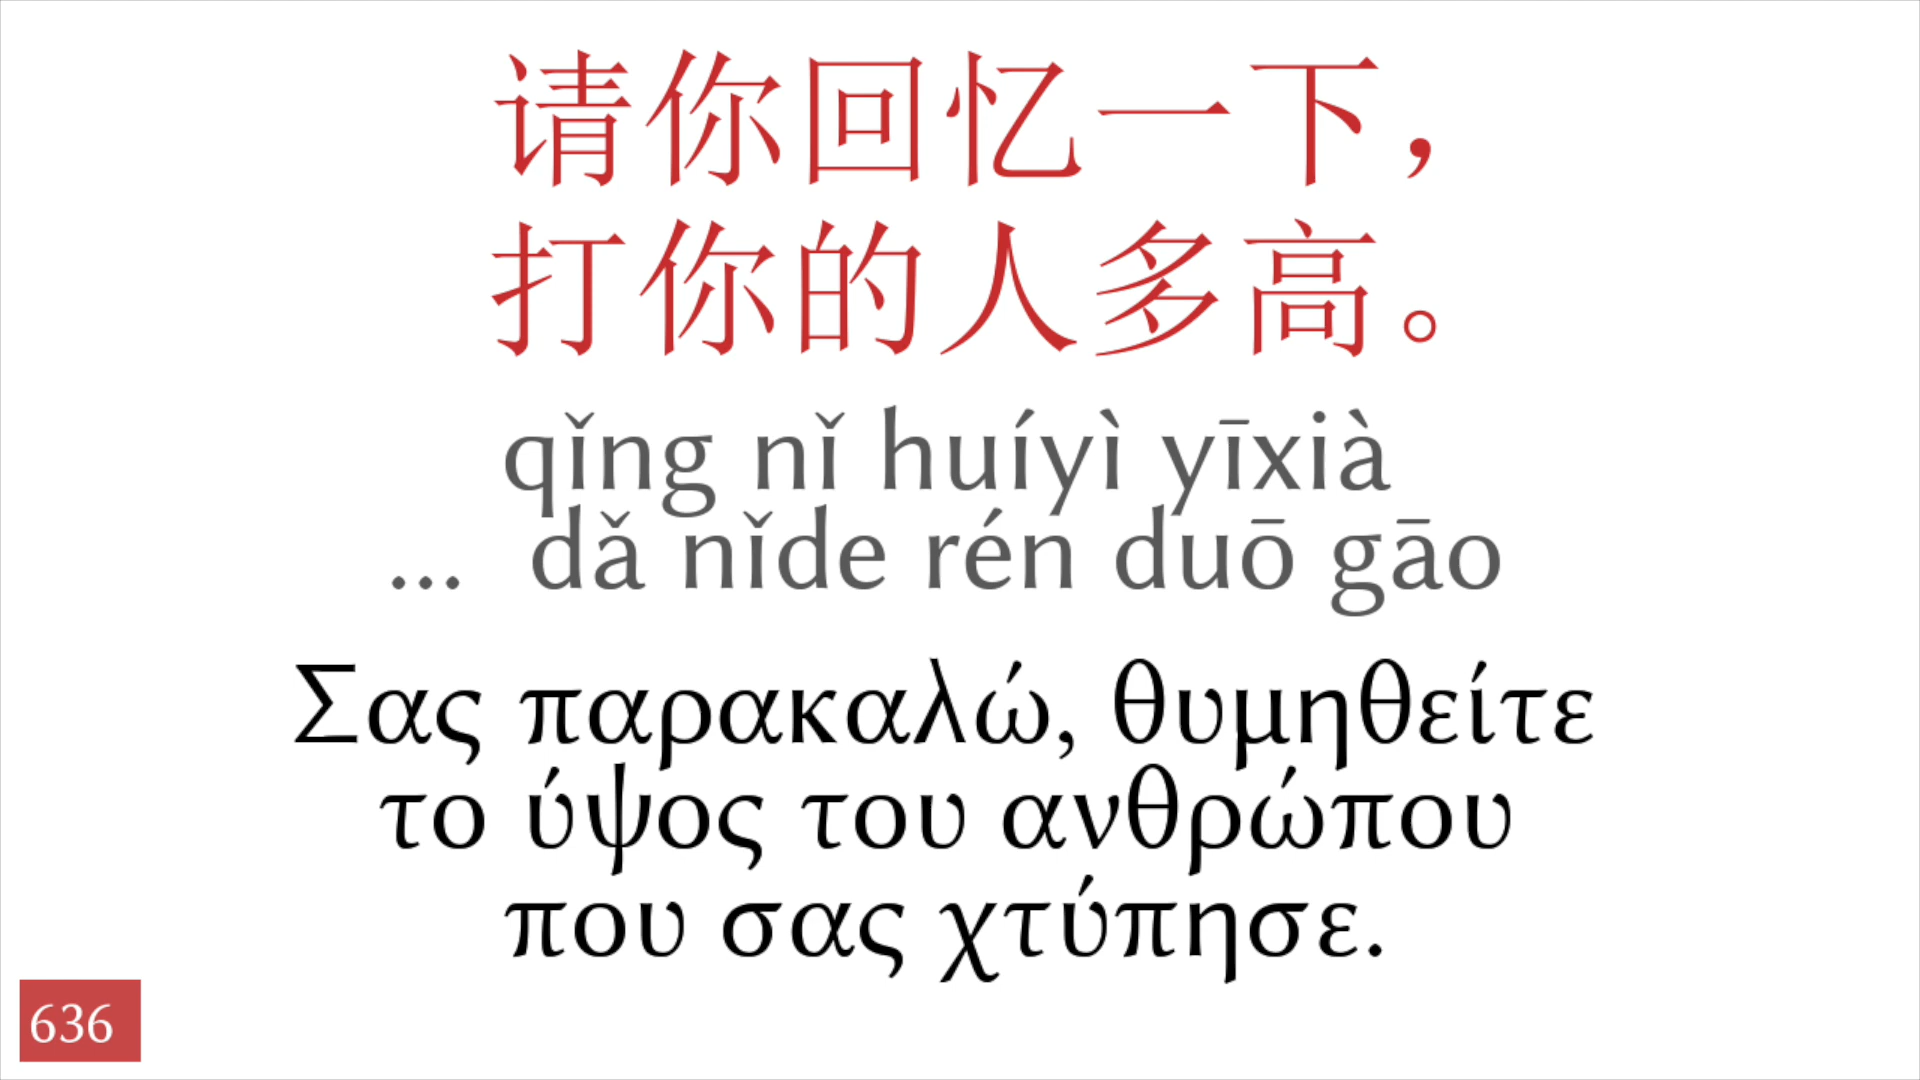 请你回忆一下，
打你的人多高。
qǐng nǐ huíyì yīxià
... dǎ nǐde rén duō gāo
Σας παρακαλώ, θυμηθείτε
το ύψος του ανθρώπου
που σας χτύπησε.
636